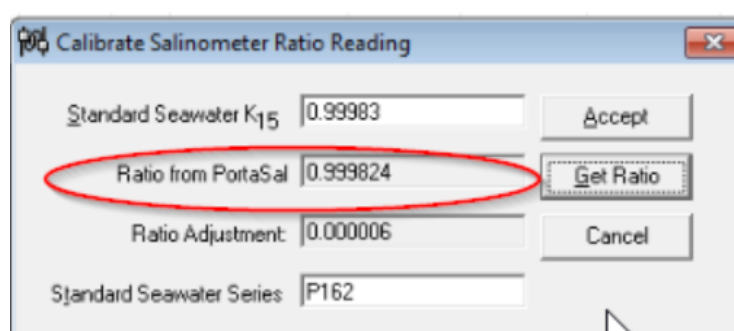 Calibrate Salinometer Ratio Reading
Standard Seawater K15 0.99983 Accept
Ratio from PortaSal 0.999824 Get Ratio
Ratio Adjustment: 0.000006 Cancel
Standard Seawater Series P162